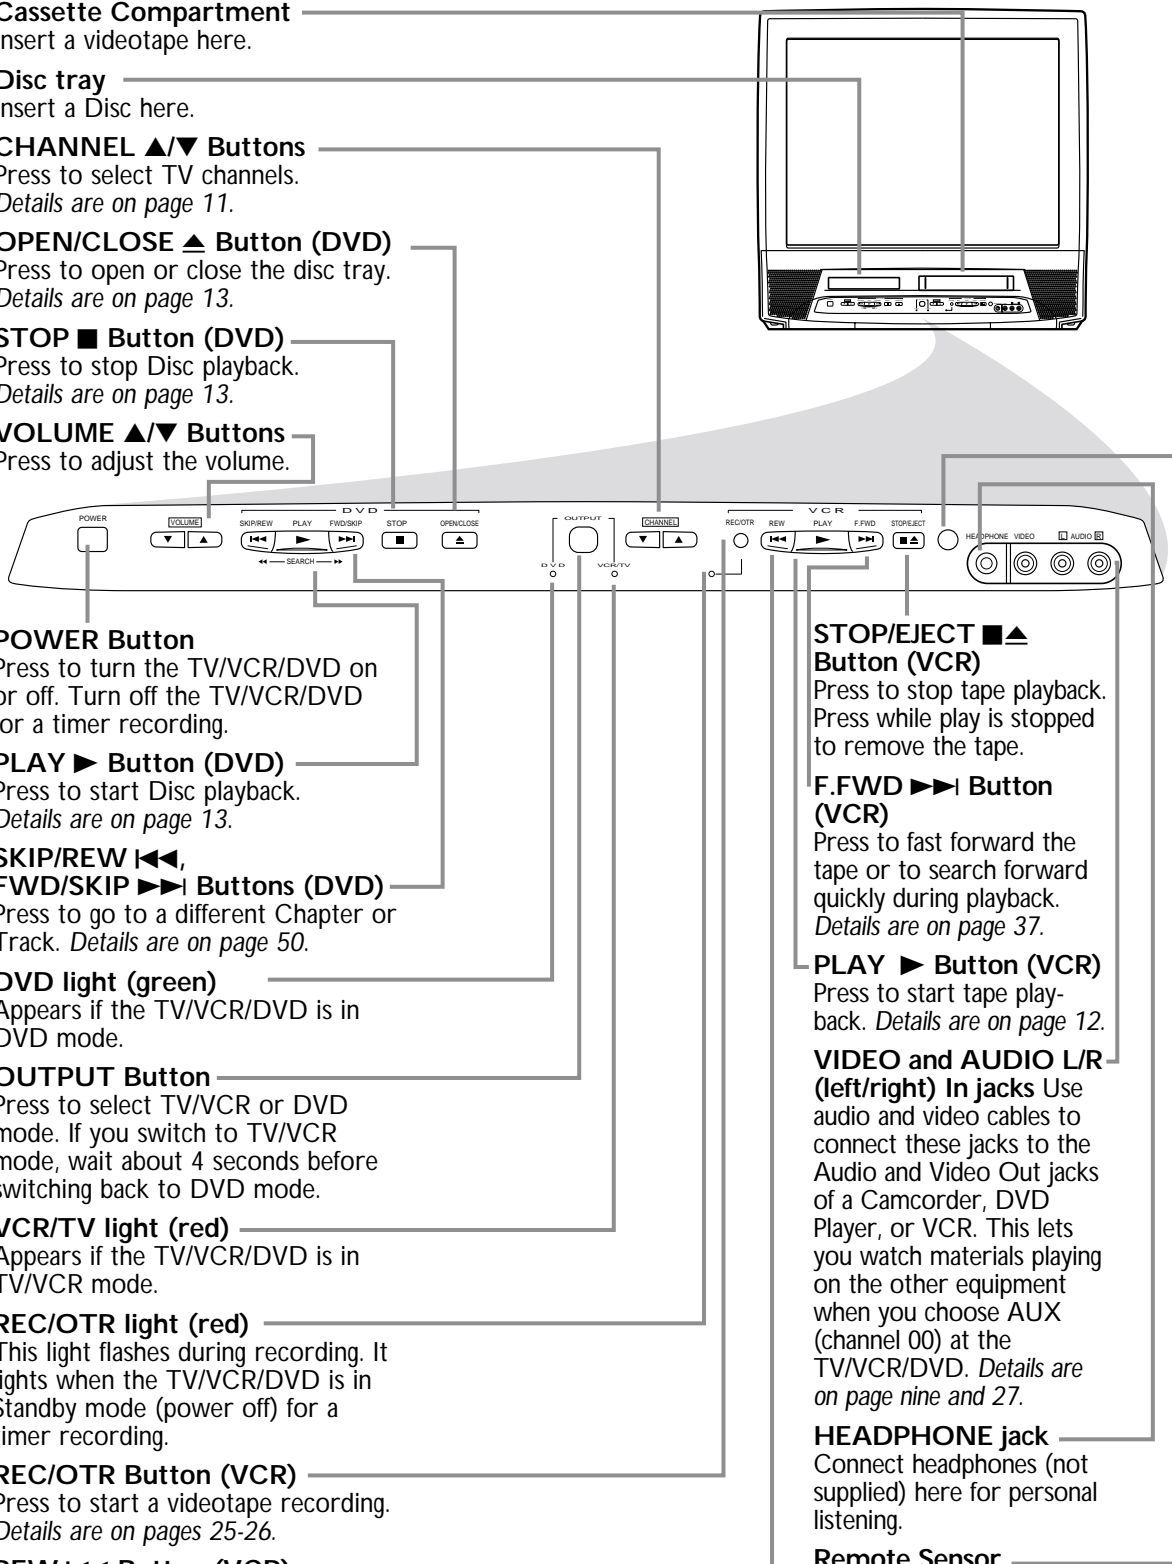 Cassette Compartment
nsert a videotape here.
Disc tray
nsert a Disc here.
CHANNEL ▲/▼ Buttons
Press to select TV channels.
Details are on page 11.
OPEN/CLOSE ⏏ Button (DVD)
Press to open or close the disc tray.
Details are on page 13.
STOP ■ Button (DVD)
Press to stop Disc playback.
Details are on page 13.
VOLUME ▲/▼ Buttons
Press to adjust the volume.
POWER
VOLUME
▼ ▲
DVD
SKIP/REW PLAY FWD/SKIP STOP OPEN/CLOSE
◄◄ SEARCH ►►
OUTPUT
DVD VCR/TV
CHANNEL
▼ ▲
VCR
REC/OTR REW PLAY F.FWD STOP/EJECT
HEADPHONE VIDEO L AUDIO R
POWER Button
Press to turn the TV/VCR/DVD on
or off. Turn off the TV/VCR/DVD
or a timer recording.
PLAY ► Button (DVD)
Press to start Disc playback.
Details are on page 13.
SKIP/REW |◄◄,
FWD/SKIP ►►| Buttons (DVD)
Press to go to a different Chapter or
Track. Details are on page 50.
DVD light (green)
Appears if the TV/VCR/DVD is in
DVD mode.
OUTPUT Button
Press to select TV/VCR or DVD
mode. If you switch to TV/VCR
mode, wait about 4 seconds before
switching back to DVD mode.
VCR/TV light (red)
Appears if the TV/VCR/DVD is in
TV/VCR mode.
REC/OTR light (red)
This light flashes during recording. It
ights when the TV/VCR/DVD is in
Standby mode (power off) for a
timer recording.
REC/OTR Button (VCR)
Press to start a videotape recording.
Details are on pages 25-26.
REW |◄◄ Button (VCR)
STOP/EJECT ■⏏
Button (VCR)
Press to stop tape playback.
Press while play is stopped
to remove the tape.
F.FWD ►►| Button
(VCR)
Press to fast forward the
tape or to search forward
quickly during playback.
Details are on page 37.
PLAY ► Button (VCR)
Press to start tape play-
back. Details are on page 12.
VIDEO and AUDIO L/R
(left/right) In jacks Use
audio and video cables to
connect these jacks to the
Audio and Video Out jacks
of a Camcorder, DVD
Player, or VCR. This lets
you watch materials playing
on the other equipment
when you choose AUX
(channel 00) at the
TV/VCR/DVD. Details are
on page nine and 27.
HEADPHONE jack
Connect headphones (not
supplied) here for personal
listening.
Remote Sensor